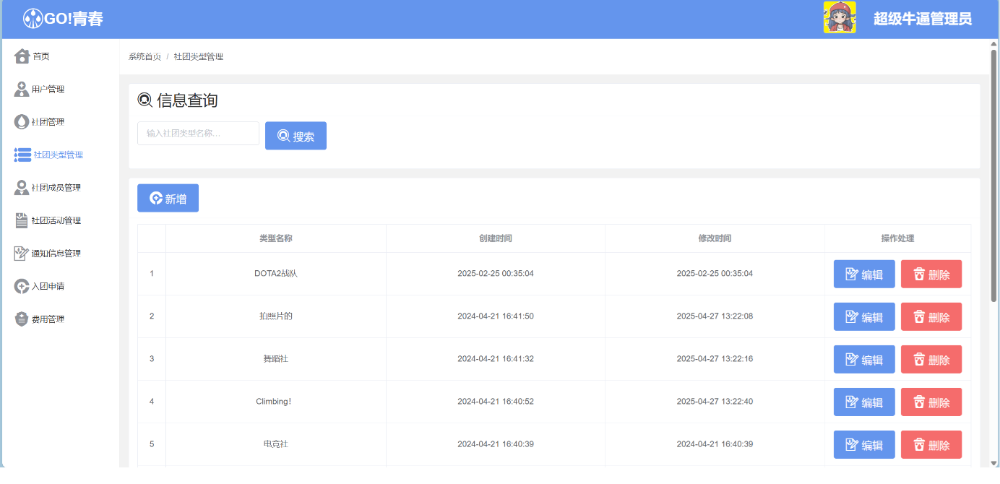 GO!青春
超级牛逼管理员
首页
用户管理
社团管理
社团类型管理
社团成员管理
社团活动管理
通知信息管理
入团申请
费用管理
系统首页 / 社团类型管理
信息查询
输入社团类型名称...
搜索
新增
类型名称 创建时间 修改时间 操作处理
1 DOTA2战队 2025-02-25 00:35:04 2025-02-25 00:35:04 编辑 删除
2 拍照片的 2024-04-21 16:41:50 2025-04-27 13:22:08 编辑 删除
3 舞蹈社 2024-04-21 16:41:32 2025-04-27 13:22:16 编辑 删除
4 Climbing! 2024-04-21 16:40:52 2025-04-27 13:22:40 编辑 删除
5 电竞社 2024-04-21 16:40:39 2024-04-21 16:40:39 编辑 删除